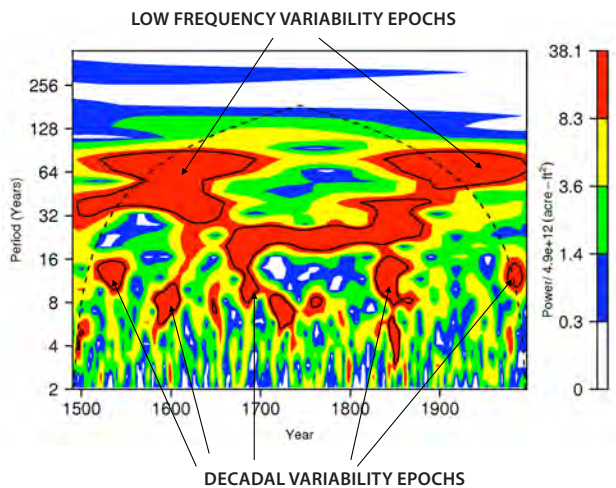 LOW FREQUENCY VARIABILITY EPOCHS
256
128
64
32
16
8
4
2
Period (Years)
1500 1600 1700 1800 1900
Year
38.1
8.3
3.6
1.4
0.3
0
Power/ 4.9e+12 (acre – ft²)
DECADAL VARIABILITY EPOCHS